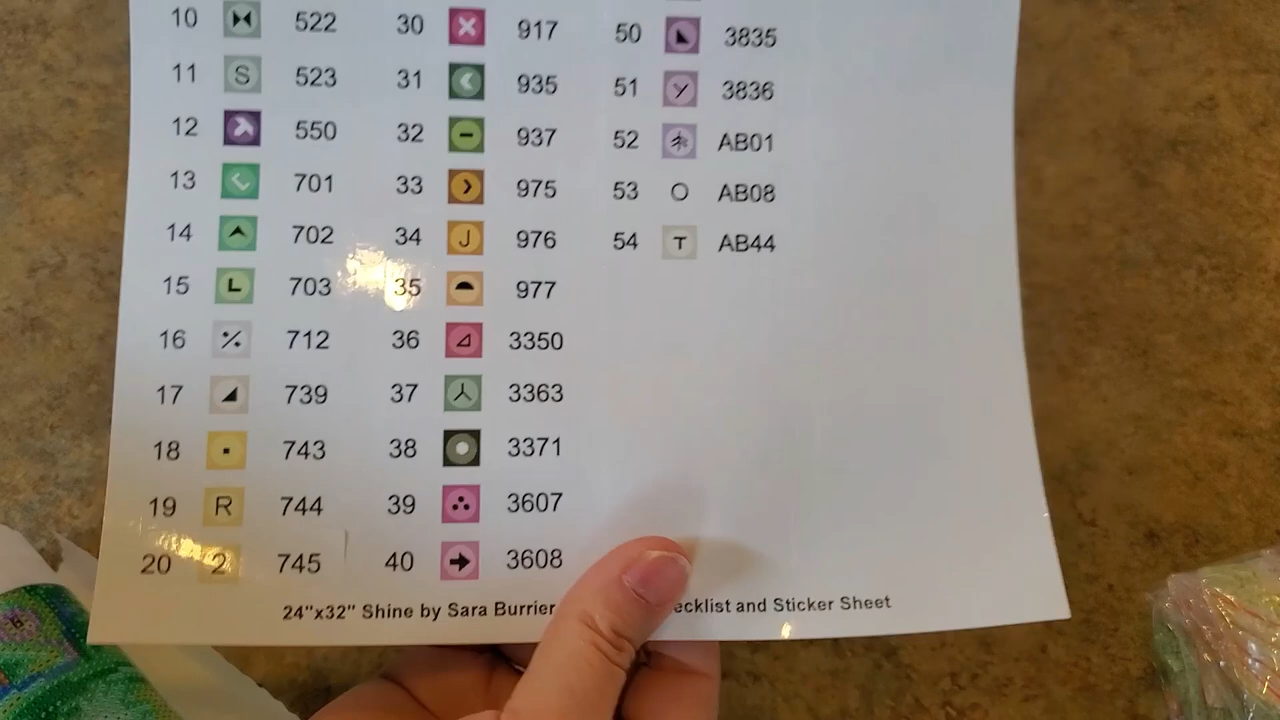 10 522 30 917 50 3835
11 S 523 31 935 51 3836
12 550 32 937 52 AB01
13 701 33 975 53 AB08
14 702 34 J 976 54 T AB44
15 L 703 35 977
16 712 36 3350
17 739 37 3363
18 743 38 3371
19 R 744 39 3607
20 2 745 40 3608
24"x32" Shine by Sara Burrier and Sticker Sheet